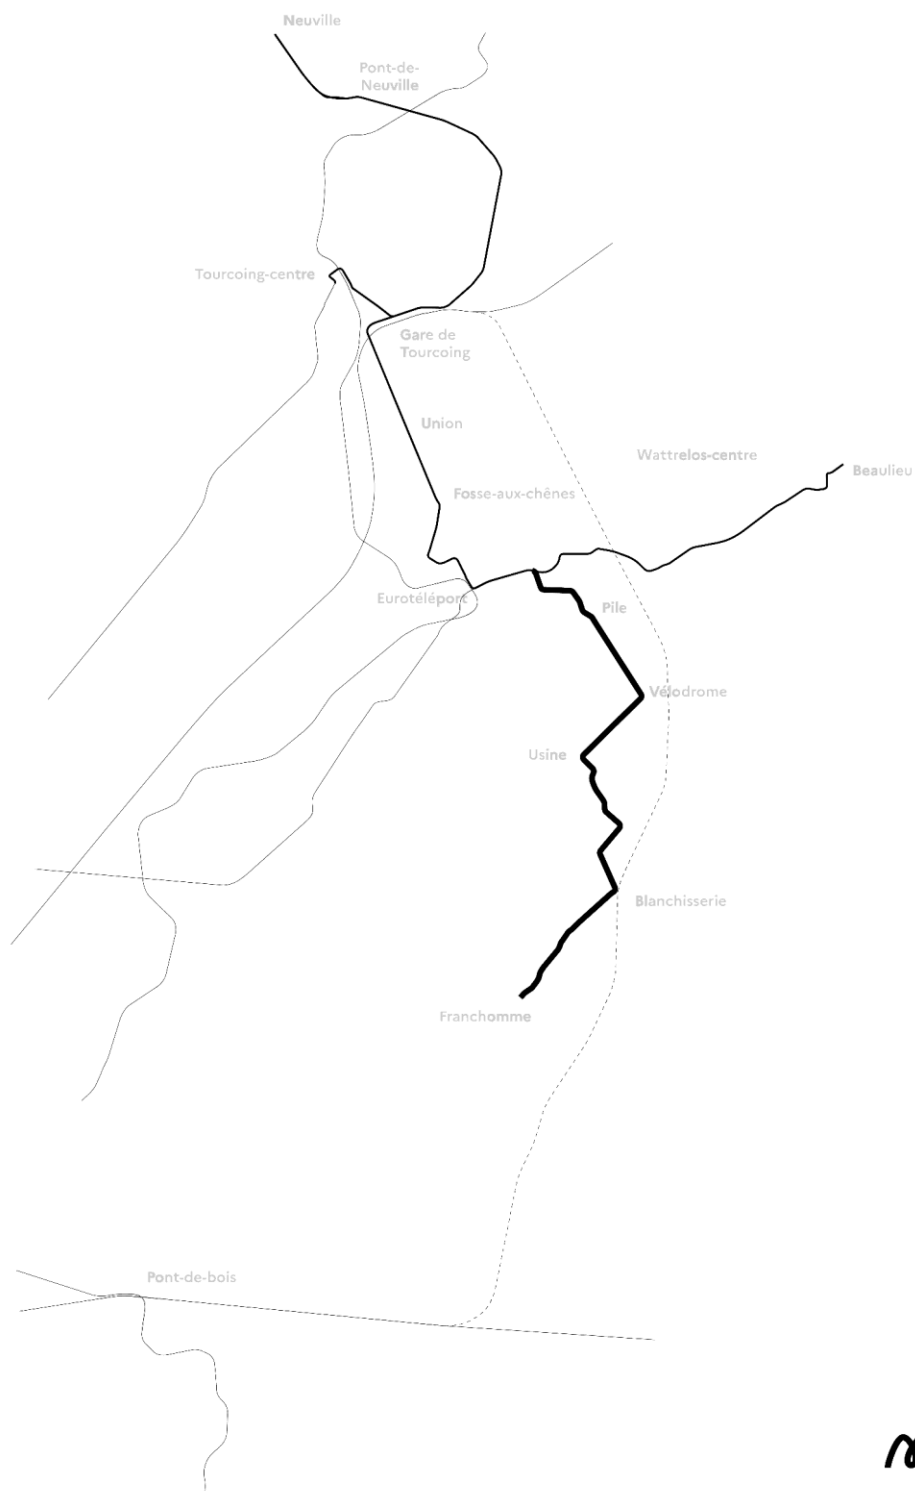 Neuville
Pont-de-
Neuville
Tourcoing-centre
Gare de
Tourcoing
Union
Wattrelos-centre
Beaulieu
Fosse-aux-chênes
Eurotéléport
Pile
Vélodrome
Usine
Blanchisserie
Franchomme
Pont-de-bois